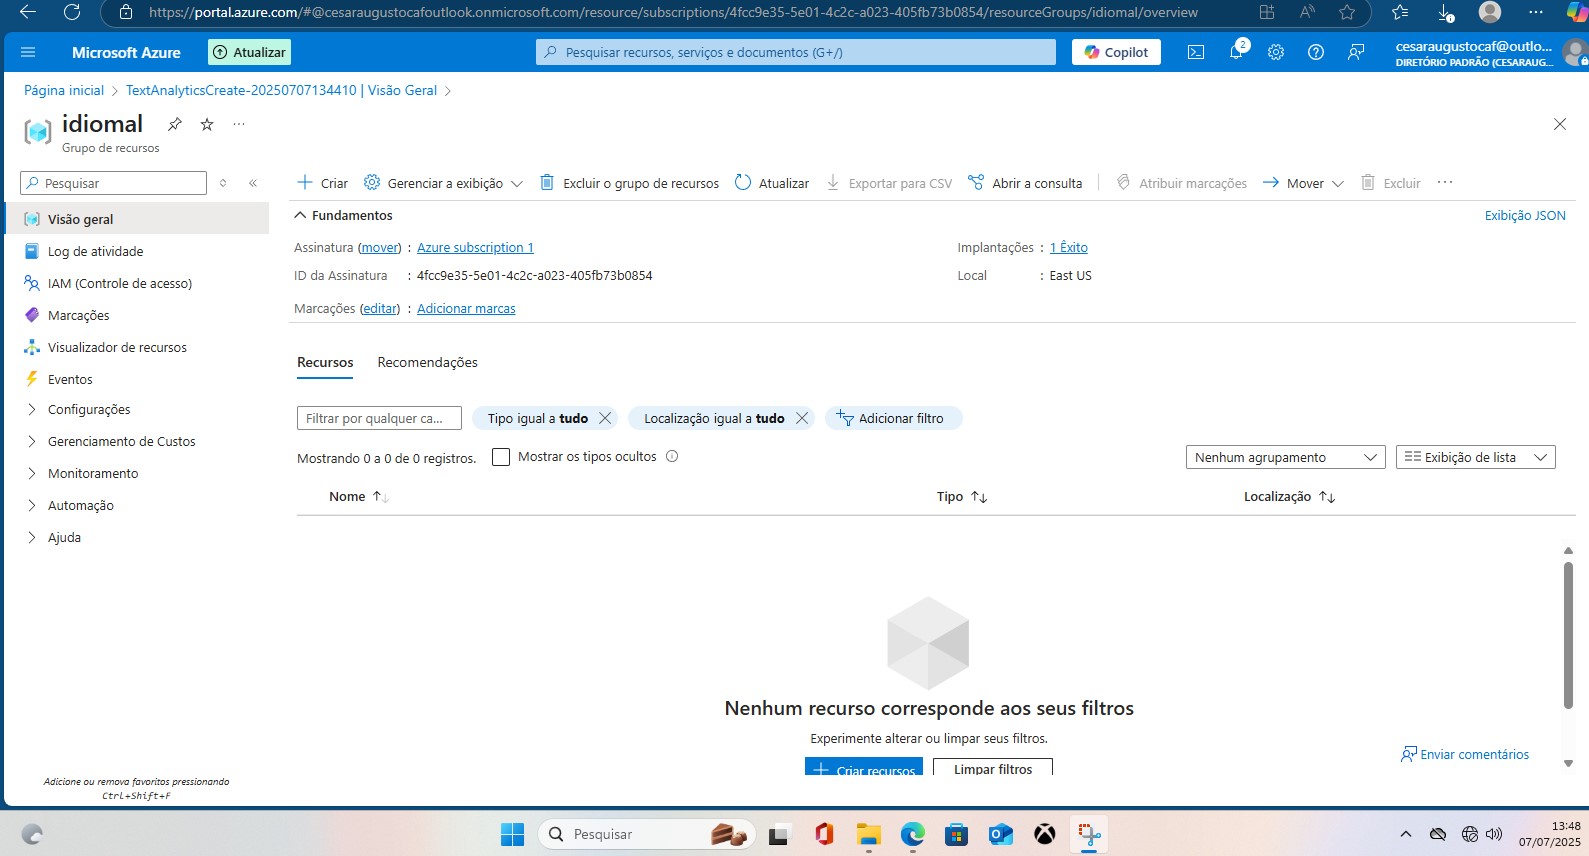 https://portal.azure.com/#@cesaraugustocafoutlook.onmicrosoft.com/resource/subscriptions/4fcc9e35-5e01-4c2c-a023-405fb73b0854/resourceGroups/idiomal/overview
Microsoft Azure
Atualizar
Pesquisar recursos, serviços e documentos (G+/)
Copilot
2
cesaraugustocaf@outlo...
DIRETÓRIO PADRÃO (CESARAUG...
Página inicial > TextAnalyticsCreate-20250707134410 | Visão Geral >
idiomal
Grupo de recursos
Pesquisar
Criar
Gerenciar a exibição
Excluir o grupo de recursos
Atualizar
Exportar para CSV
Abrir a consulta
Atribuir marcações
Mover
Excluir
Visão geral
Log de atividade
IAM (Controle de acesso)
Marcações
Visualizador de recursos
Eventos
Configurações
Gerenciamento de Custos
Monitoramento
Automação
Ajuda
Adicione ou remova favoritos pressionando
Ctrl+Shift+F
Fundamentos
Exibição JSON
Assinatura (mover) : Azure subscription 1
ID da Assinatura : 4fcc9e35-5e01-4c2c-a023-405fb73b0854
Marcações (editar) : Adicionar marcas
Implantações : 1 Êxito
Local : East US
Recursos
Recomendações
Filtrar por qualquer ca...
Tipo igual a tudo
Localização igual a tudo
Adicionar filtro
Mostrando 0 a 0 de 0 registros.
Mostrar os tipos ocultos
Nenhum agrupamento
Exibição de lista
Nome
Tipo
Localização
Nenhum recurso corresponde aos seus filtros
Experimente alterar ou limpar seus filtros.
Criar recursos
Limpar filtros
Enviar comentários
Pesquisar
13:48
07/07/2025